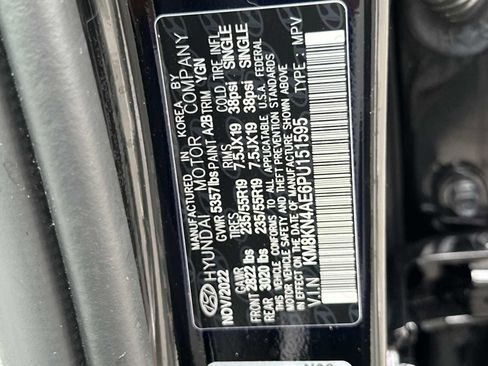 MANUFACTURED IN KOREA BY
HYUNDAI MOTOR COMPANY
NOV/2022 GVWR 5357 lbs PAINT A2B TRIM YGN
GAWR TIRES RIMS COLD TIRE INFL
FRONT 2822 lbs 235/55R19 7.5JX19 38psi SINGLE
REAR 3020 lbs 235/55R19 7.5JX19 38psi SINGLE
THIS VEHICLE CONFORMS TO ALL APPLICABLE U.S.A. FEDERAL
MOTOR VEHICLE SAFETY AND THEFT PREVENTION STANDARDS
IN EFFECT ON THE DATE OF MANUFACTURE SHOWN ABOVE
V.I.N KM8KN4AE6PU151595 TYPE : MPV